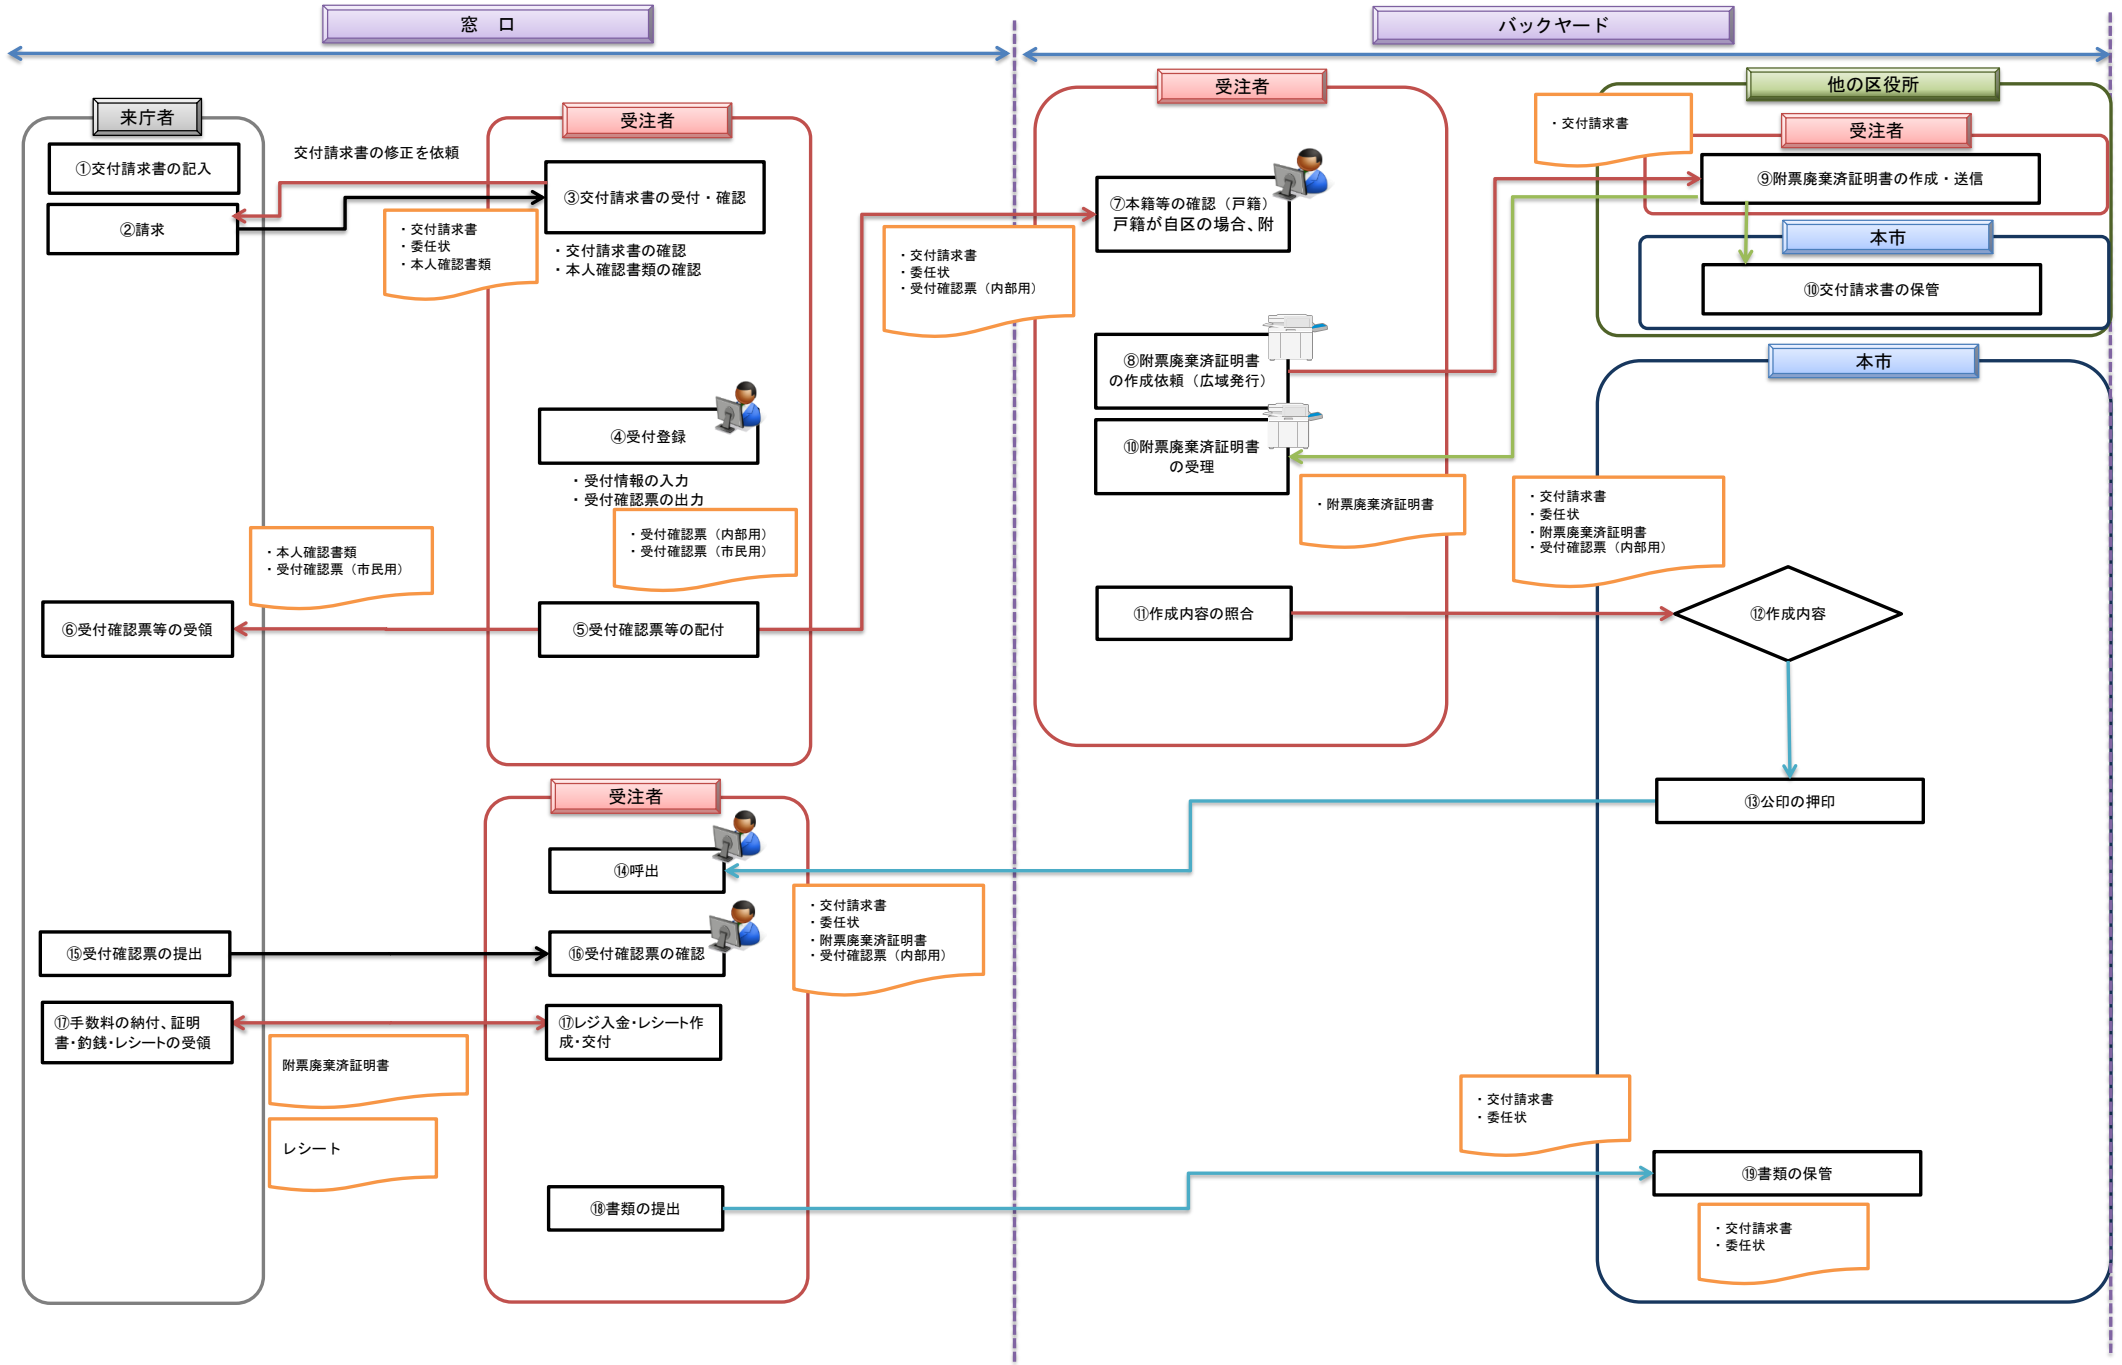 窓　口
バックヤード
来庁者
①交付請求書の記入
②請求
交付請求書の修正を依頼
・交付請求書
・委任状
・本人確認書類
受注者
③交付請求書の受付・確認
・交付請求書の確認
・本人確認書類の確認
④受付登録
・受付情報の入力
・受付確認票の出力
・受付確認票（内部用）
・受付確認票（市民用）
・本人確認書類
・受付確認票（市民用）
⑥受付確認票等の受領
⑤受付確認票等の配付
・交付請求書
・委任状
・受付確認票（内部用）
受注者
⑦本籍等の確認（戸籍）
戸籍が自区の場合、附
⑧附票廃棄済証明書
の作成依頼（広域発行）
⑩附票廃棄済証明書
の受理
・附票廃棄済証明書
⑪作成内容の照合
他の区役所
・交付請求書
受注者
⑨附票廃棄済証明書の作成・送信
本市
⑩交付請求書の保管
本市
・交付請求書
・委任状
・附票廃棄済証明書
・受付確認票（内部用）
⑫作成内容
⑬公印の押印
受注者
⑭呼出
・交付請求書
・委任状
・附票廃棄済証明書
・受付確認票（内部用）
⑮受付確認票の提出
⑯受付確認票の確認
⑰手数料の納付、証明
書・釣銭・レシートの受領
⑰レジ入金・レシート作
成・交付
附票廃棄済証明書
レシート
⑱書類の提出
・交付請求書
・委任状
⑲書類の保管
・交付請求書
・委任状